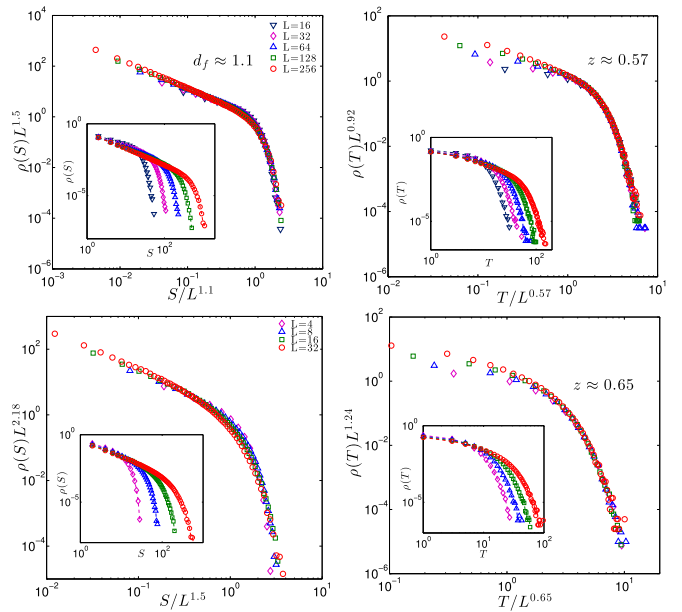 10^4
10^2
10^0
10^-2
10^-4
10^-6
ρ(S)L^1.5
d_f ≈ 1.1
L=16
L=32
L=64
L=128
L=256
10^-1
10^-5
ρ(S)
10^0
10^2
S
10^-3
10^-2
10^-1
10^0
10^1
S/L^1.1
10^4
10^2
10^0
10^-2
10^-4
10^-6
ρ(T)L^0.92
z ≈ 0.57
10^0
10^-6
ρ(T)
10^0
10^2
T
10^-2
10^-1
10^0
10^1
T/L^0.57
10^2
10^0
10^-2
10^-4
ρ(S)L^2.18
L=4
L=8
L=16
L=32
10^0
10^-5
ρ(S)
10^0
10^2
S
10^-2
10^-1
10^0
10^1
S/L^1.5
10^4
10^2
10^0
10^-2
10^-4
10^-6
ρ(T)L^1.24
z ≈ 0.65
10^0
10^-5
ρ(T)
10^0
10^1
10^2
T
10^-1
10^0
10^1
T/L^0.65